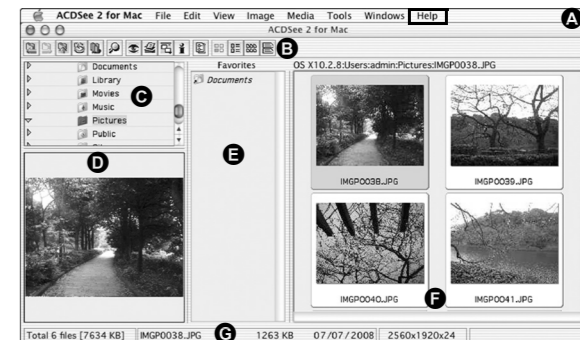 ACDSee 2 for Mac File Edit View Image Media Tools Windows Help A
ACDSee 2 for Mac
B
Documents
Library
Movies
Music
Pictures
Public
C
Favorites
Documents
E
OS X10.2.8:Users:admin:Pictures:IMGP0038.JPG
IMGP0038.JPG IMGP0039.JPG
IMGP0040.JPG IMGP0041.JPG
F
D
Total 6 files [7634 KB] IMGP0038.JPG G 1263 KB 07/07/2008 2560x1920x24